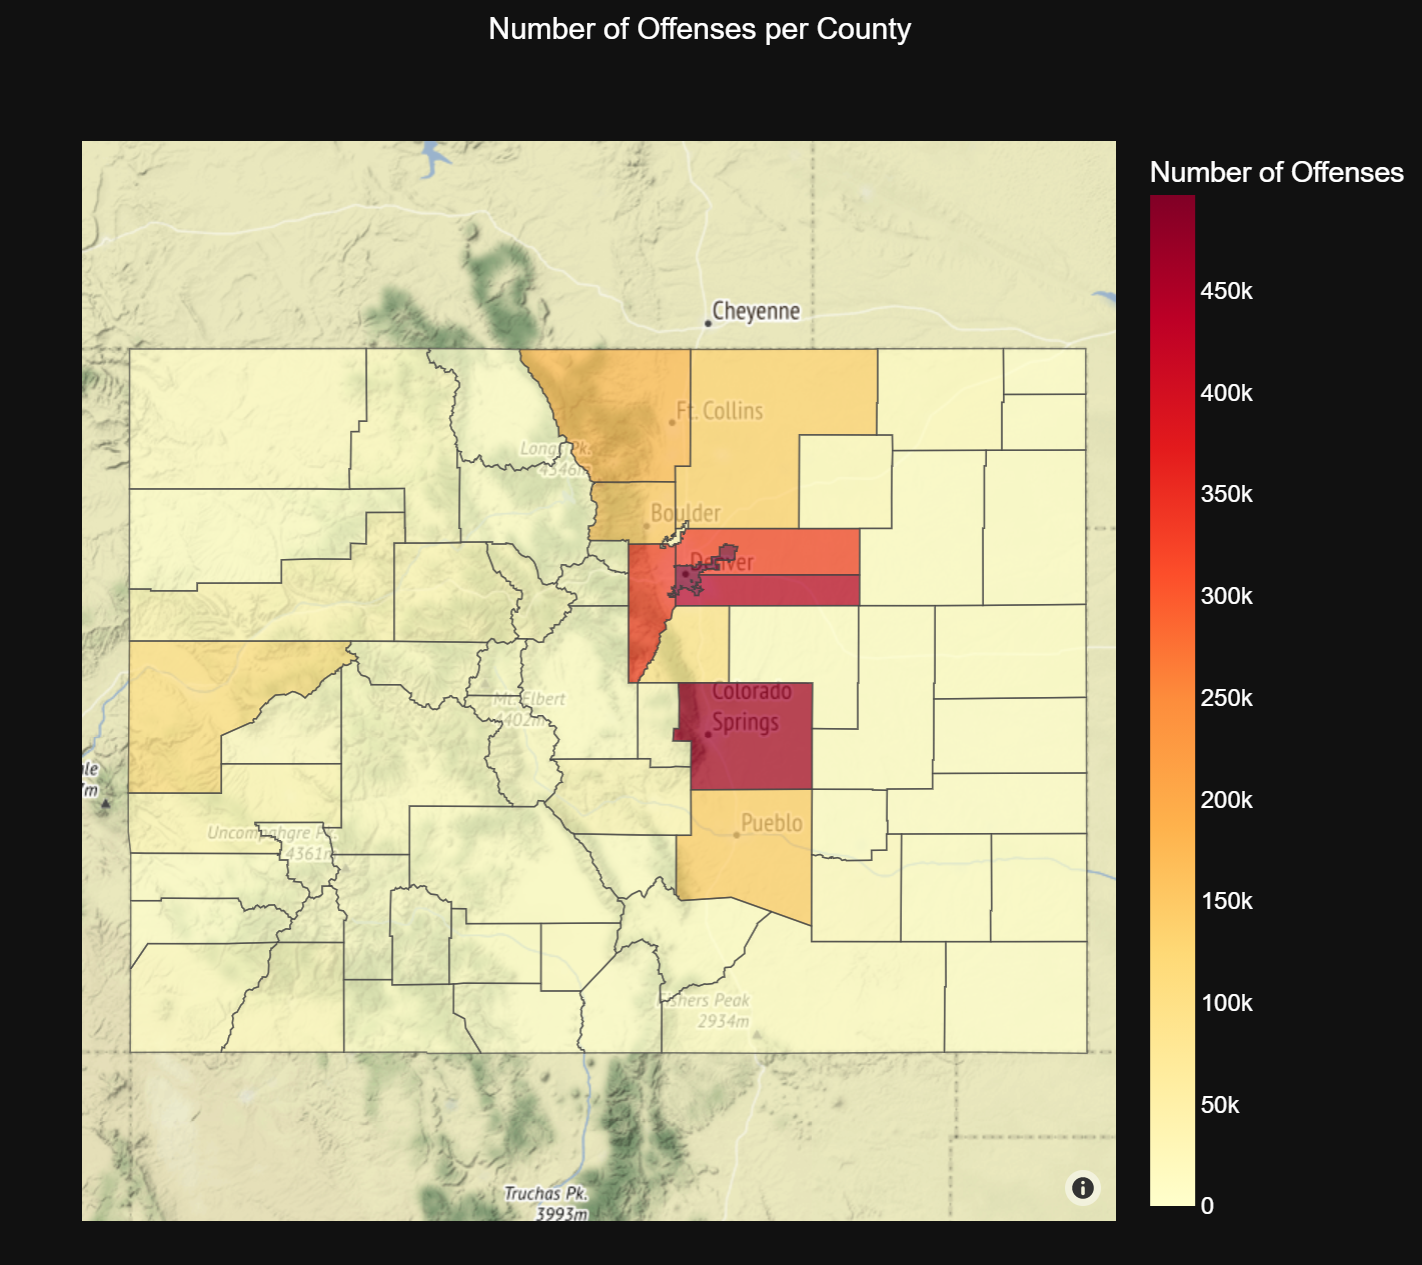 Number of Offenses per County
Number of Offenses
450k
400k
350k
300k
250k
200k
150k
100k
50k
0
Cheyenne
Ft. Collins
Longs Pk.
4346m
Boulder
Denver
Colorado
Springs
Mt. Elbert
4402m
le
m
Uncompahgre Pk.
4361m
Pueblo
Fishers Peak
2934m
Truchas Pk.
3993m